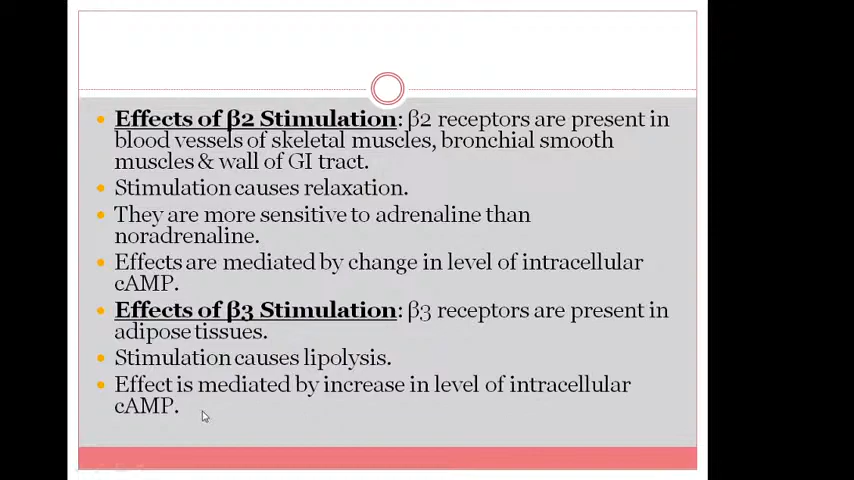 Effects of β2 Stimulation: β2 receptors are present in
blood vessels of skeletal muscles, bronchial smooth
muscles & wall of GI tract.
Stimulation causes relaxation.
They are more sensitive to adrenaline than
noradrenaline.
Effects are mediated by change in level of intracellular
cAMP.
Effects of β3 Stimulation: β3 receptors are present in
adipose tissues.
Stimulation causes lipolysis.
Effect is mediated by increase in level of intracellular
cAMP.